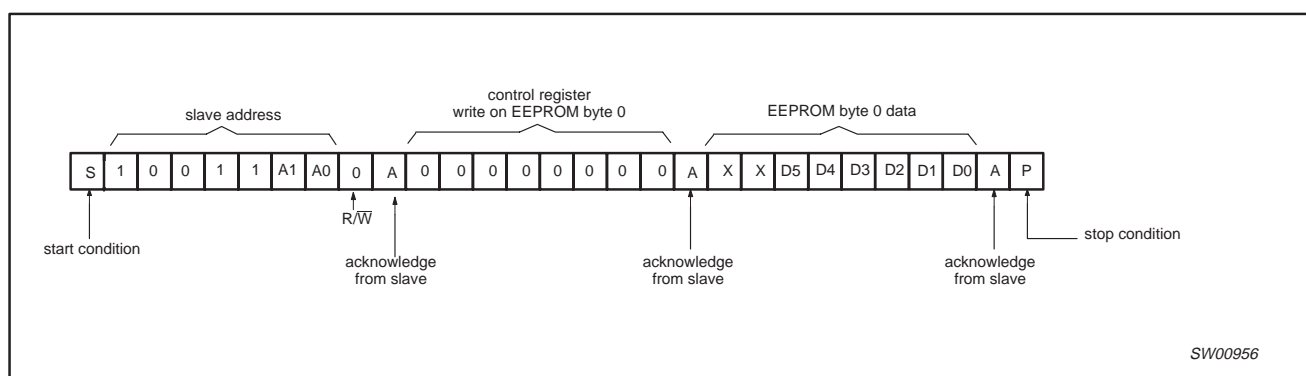 control register
write on EEPROM byte 0
slave address
EEPROM byte 0 data
S 1 0 0 1 1 A1 A0 0 A 0 0 0 0 0 0 0 0 A X X D5 D4 D3 D2 D1 D0 A P
R/W̅
start condition
stop condition
acknowledge
from slave
acknowledge
from slave
acknowledge
from slave
SW00956